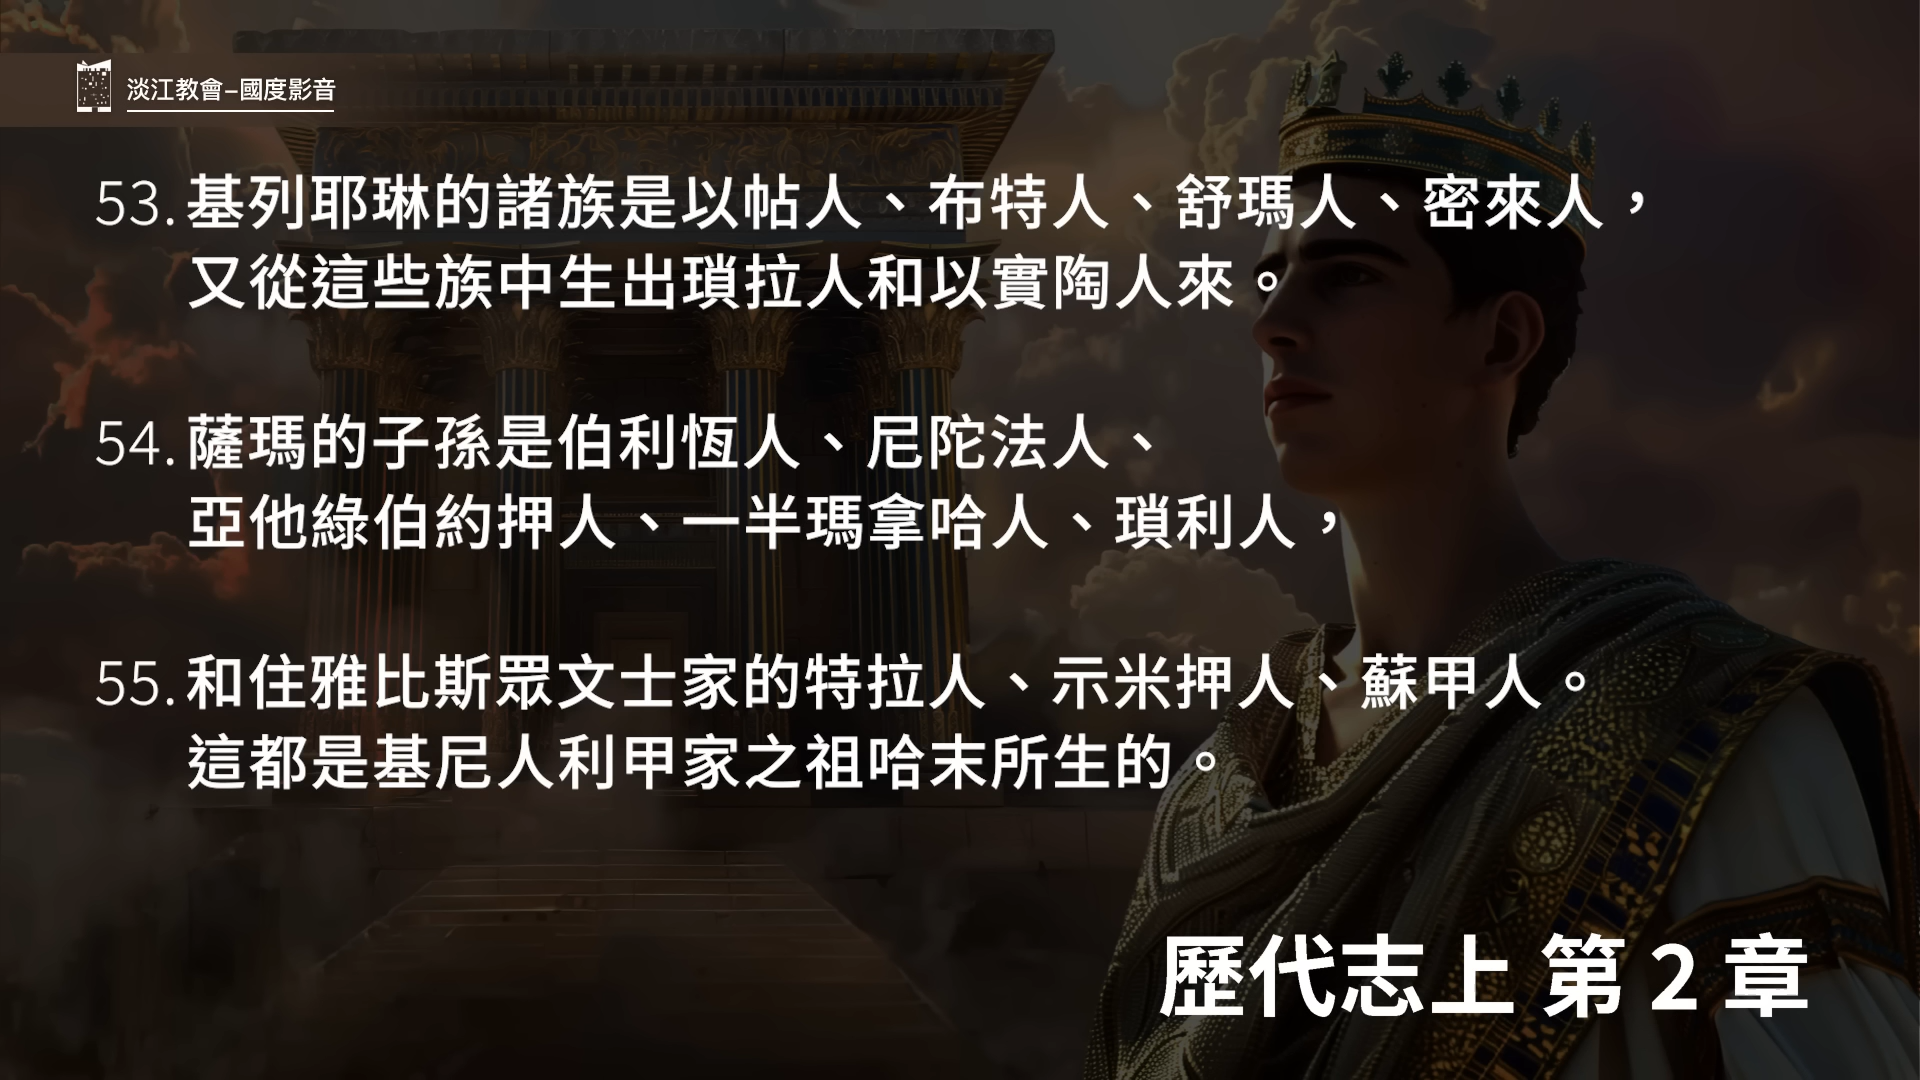 淡江教會–國度影音
53.基列耶琳的諸族是以帖人、布特人、舒瑪人、密來人，
又從這些族中生出瑣拉人和以實陶人來。
54.薩瑪的子孫是伯利恆人、尼陀法人、
亞他綠伯約押人、一半瑪拿哈人、瑣利人，
55.和住雅比斯眾文士家的特拉人、示米押人、蘇甲人。
這都是基尼人利甲家之祖哈末所生的。
歷代志上 第 2 章